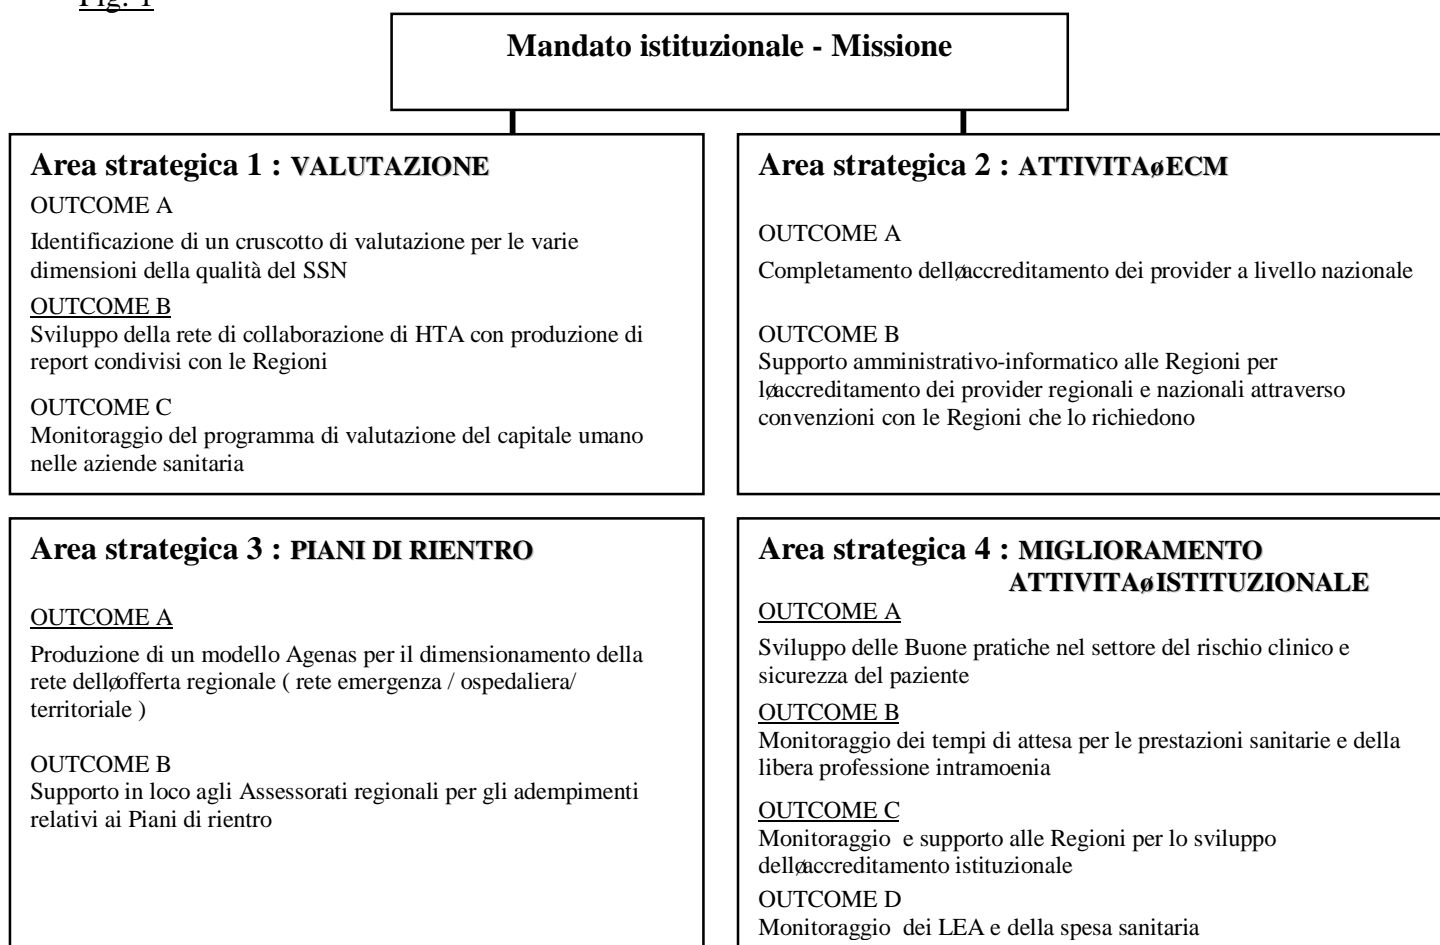 Fig. 1
Mandato istituzionale - Missione
Area strategica 1 : VALUTAZIONE
OUTCOME A
Identificazione di un cruscotto di valutazione per le varie
dimensioni della qualità del SSN
OUTCOME B
Sviluppo della rete di collaborazione di HTA con produzione di
report condivisi con le Regioni
OUTCOME C
Monitoraggio del programma di valutazione del capitale umano
nelle aziende sanitaria
Area strategica 2 : ATTIVITAøECM
OUTCOME A
Completamento delløaccreditamento dei provider a livello nazionale
OUTCOME B
Supporto amministrativo-informatico alle Regioni per
løaccreditamento dei provider regionali e nazionali attraverso
convenzioni con le Regioni che lo richiedono
Area strategica 3 : PIANI DI RIENTRO
OUTCOME A
Produzione di un modello Agenas per il dimensionamento della
rete delløofferta regionale ( rete emergenza / ospedaliera/
territoriale )
OUTCOME B
Supporto in loco agli Assessorati regionali per gli adempimenti
relativi ai Piani di rientro
Area strategica 4 : MIGLIORAMENTO
ATTIVITAøISTITUZIONALE
OUTCOME A
Sviluppo delle Buone pratiche nel settore del rischio clinico e
sicurezza del paziente
OUTCOME B
Monitoraggio dei tempi di attesa per le prestazioni sanitarie e della
libera professione intramoenia
OUTCOME C
Monitoraggio e supporto alle Regioni per lo sviluppo
delløaccreditamento istituzionale
OUTCOME D
Monitoraggio dei LEA e della spesa sanitaria